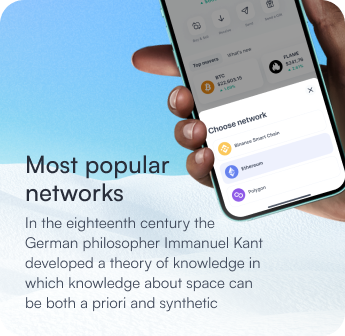 Top movers What's new
BTC
FLAME
Choose network
Binance Smart Chain
Ethereum
Polygon
Most popular
networks
In the eighteenth century the
German philosopher Immanuel Kant
developed a theory of knowledge in
which knowledge about space can
be both a priori and synthetic